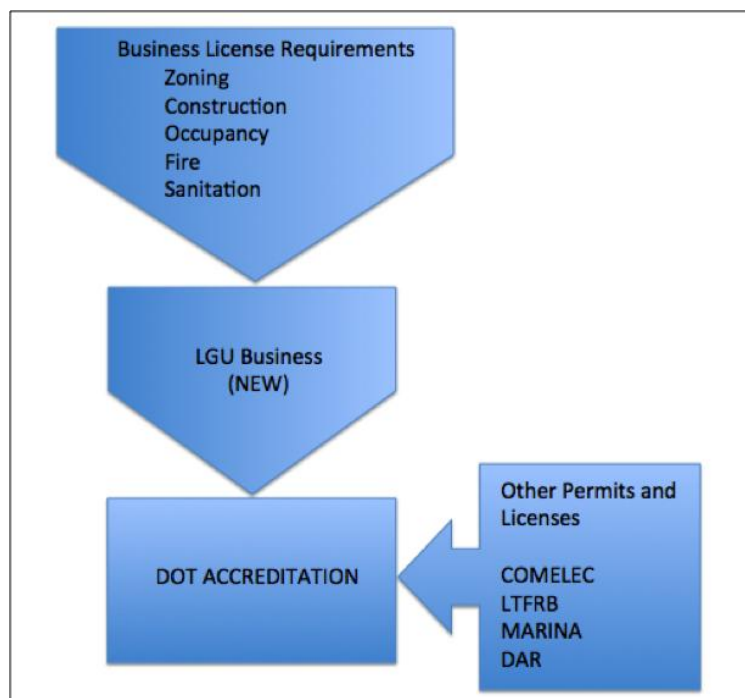 Business License Requirements
Zoning
Construction
Occupancy
Fire
Sanitation
LGU Business
(NEW)
DOT ACCREDITATION
Other Permits and
Licenses
COMELEC
LTFRB
MARINA
DAR